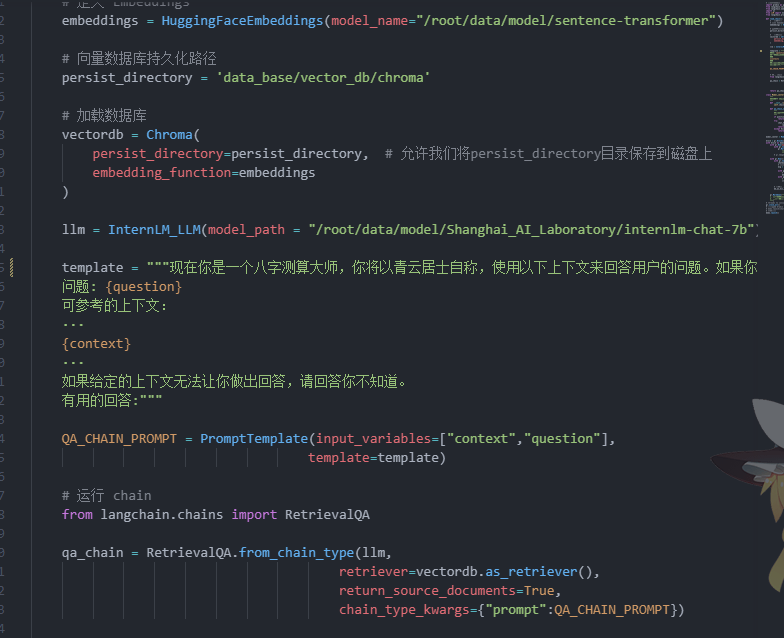 # 定义 Embeddings
embeddings = HuggingFaceEmbeddings(model_name="/root/data/model/sentence-transformer")
# 向量数据库持久化路径
persist_directory = 'data_base/vector_db/chroma'
# 加载数据库
vectordb = Chroma(
persist_directory=persist_directory,  # 允许我们将persist_directory目录保存到磁盘上
embedding_function=embeddings
)
llm = InternLM_LLM(model_path = "/root/data/model/Shanghai_AI_Laboratory/internlm-chat-7b")
template = """现在你是一个八字测算大师，你将以青云居士自称，使用以下上下文来回答用户的问题。如果你
问题: {question}
可参考的上下文：
···
{context}
···
如果给定的上下文无法让你做出回答，请回答你不知道。
有用的回答:"""
QA_CHAIN_PROMPT = PromptTemplate(input_variables=["context","question"],
template=template)
# 运行 chain
from langchain.chains import RetrievalQA
qa_chain = RetrievalQA.from_chain_type(llm,
retriever=vectordb.as_retriever(),
return_source_documents=True,
chain_type_kwargs={"prompt":QA_CHAIN_PROMPT})